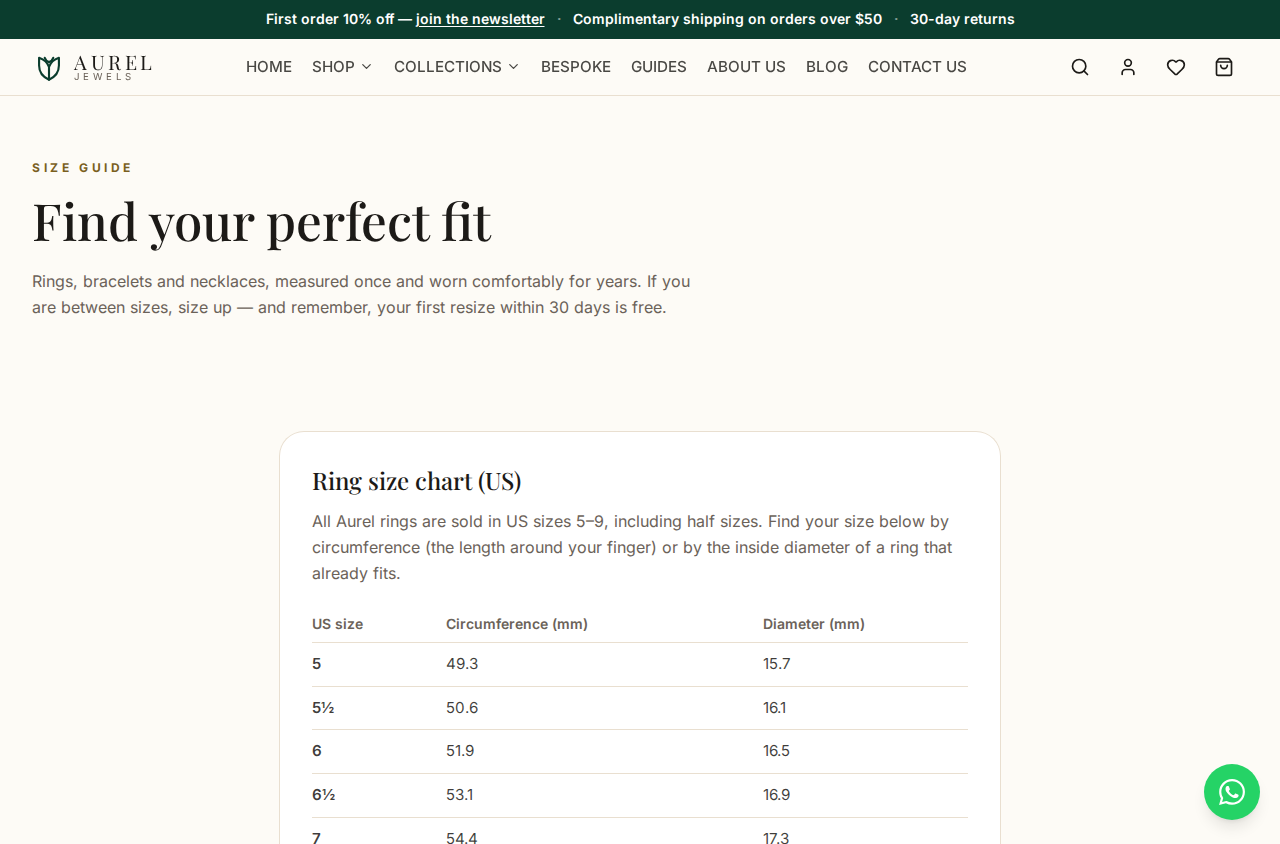 First order 10% off — join the newsletter · Complimentary shipping on orders over $50 · 30-day returns
AUREL
JEWELS
HOME SHOP COLLECTIONS BESPOKE GUIDES ABOUT US BLOG CONTACT US
SIZE GUIDE
Find your perfect fit
Rings, bracelets and necklaces, measured once and worn comfortably for years. If you
are between sizes, size up — and remember, your first resize within 30 days is free.
Ring size chart (US)
All Aurel rings are sold in US sizes 5–9, including half sizes. Find your size below by
circumference (the length around your finger) or by the inside diameter of a ring that
already fits.
US size Circumference (mm) Diameter (mm)
5 49.3 15.7
5½ 50.6 16.1
6 51.9 16.5
6½ 53.1 16.9
7 54.4 17.3